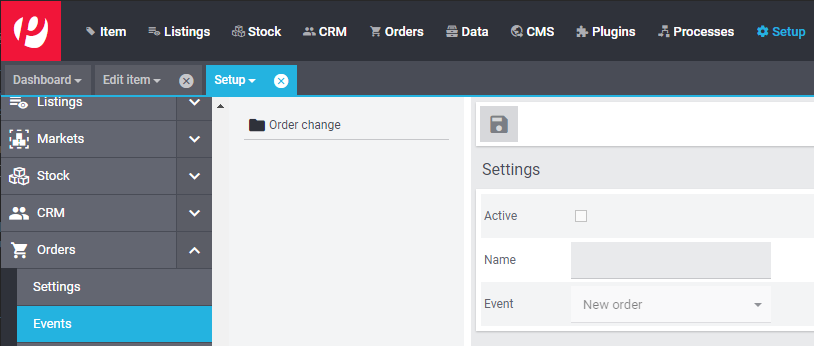 Item Listings Stock CRM Orders Data CMS Plugins Processes Setup
Dashboard Edit item Setup
Listings
Markets
Stock
CRM
Orders
Settings
Events
Order change
Settings
Active
Name
Event New order